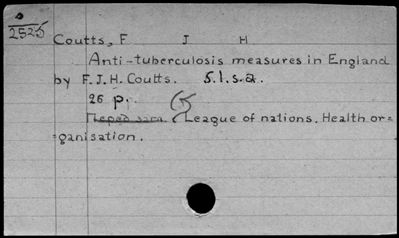 o
2525
Coutts, F J H
Anti-tuberculosis measures in England
by F.J.H. Coutts. S.l.s.a.
26 p.
(League of nations. Health or=
=ganisation.